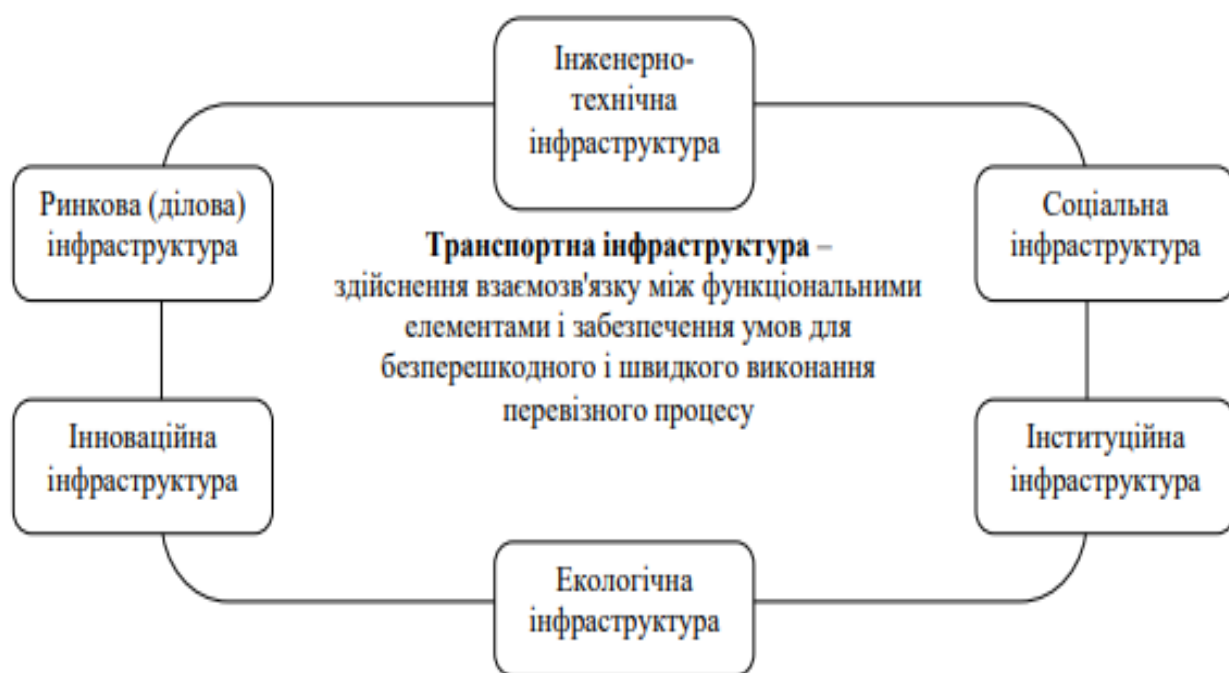 Інженерно-
технічна
інфраструктура
Ринкова (ділова)
інфраструктура
Соціальна
інфраструктура
Транспортна інфраструктура –
здійснення взаємозв'язку між функціональними
елементами і забезпечення умов для
безперешкодного і швидкого виконання
перевізного процесу
Інноваційна
інфраструктура
Інституційна
інфраструктура
Екологічна
інфраструктура